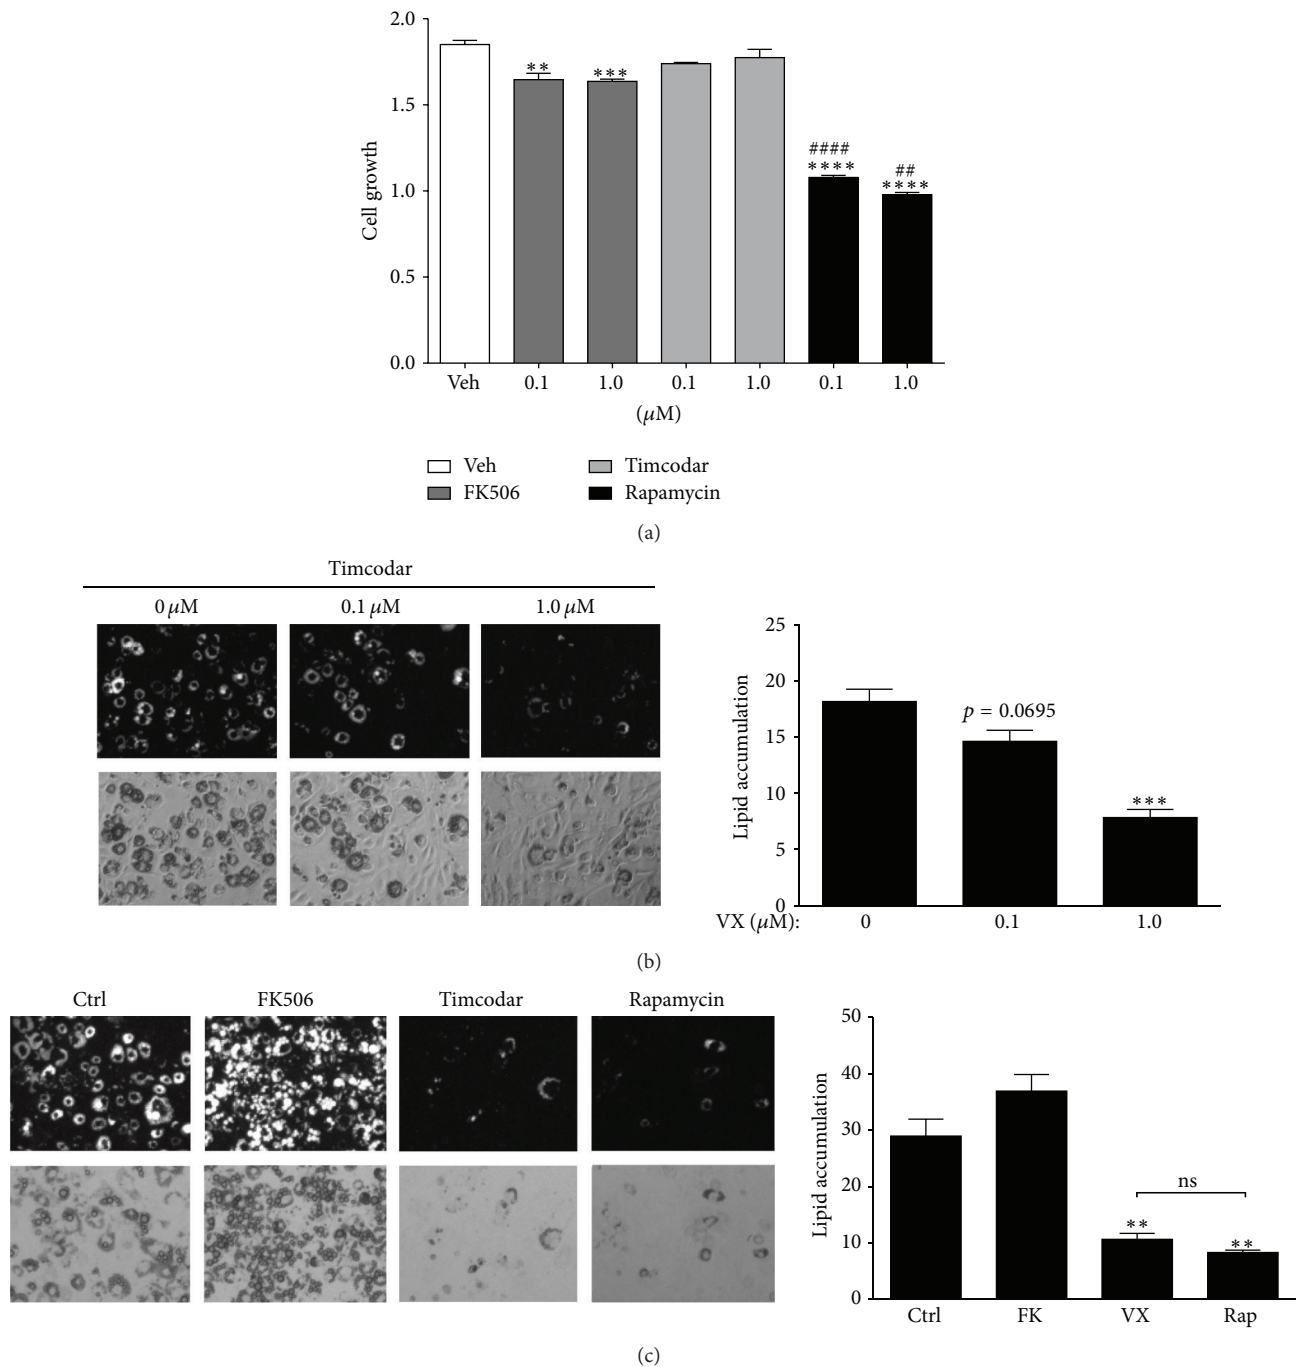 2.0
1.5
1.0
0.5
0.0
Cell growth
**
***
####
****
##
****
Veh 0.1 1.0 0.1 1.0 0.1 1.0
(μM)
Veh Timcodar
FK506 Rapamycin
(a)
Timcodar
0 μM 0.1 μM 1.0 μM
25
20
15
10
5
0
Lipid accumulation
p = 0.0695
***
VX (μM): 0 0.1 1.0
(b)
Ctrl FK506 Timcodar Rapamycin
50
40
30
20
10
0
Lipid accumulation
ns
**
**
Ctrl FK VX Rap
(c)